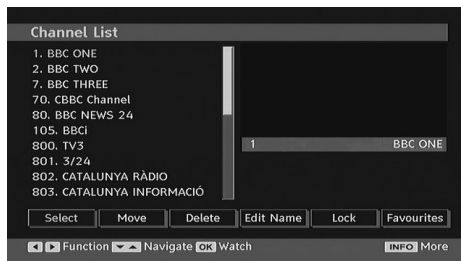 Channel List
1. BBC ONE
2. BBC TWO
7. BBC THREE
70. CBBC Channel
80. BBC NEWS 24
105. BBCi
800. TV3
801. 3/24
802. CATALUNYA RÀDIO
803. CATALUNYA INFORMACIÓ
1 BBC ONE
Select Move Delete Edit Name Lock Favourites
Function Navigate OK Watch INFO More